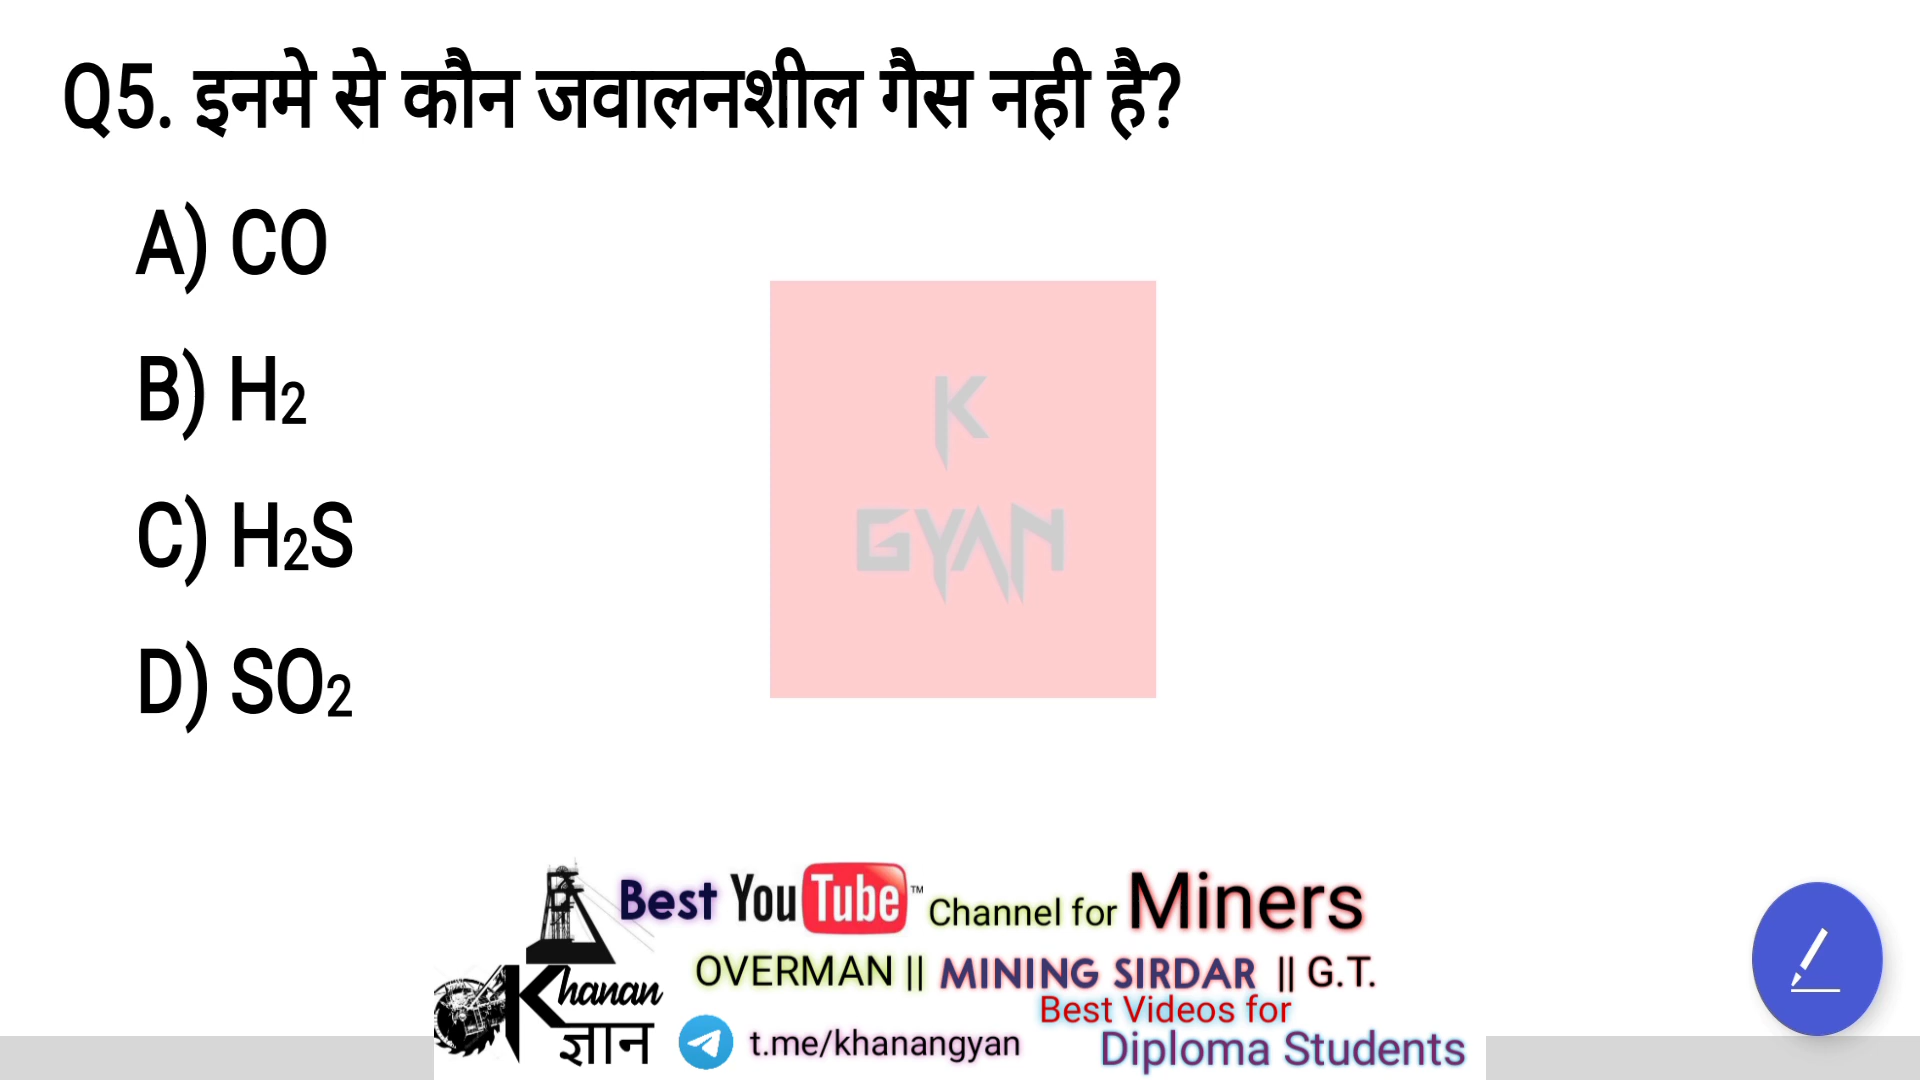 Q5. इनमे से कौन जवालनशील गैस नही है?
A) CO
B) H₂
C) H₂S
D) SO₂
K
GYAN
Best YouTube™ Channel for Miners
OVERMAN || MINING SIRDAR || G.T.
Khanan
ज्ञान
Best Videos for
t.me/khanangyan
Diploma Students